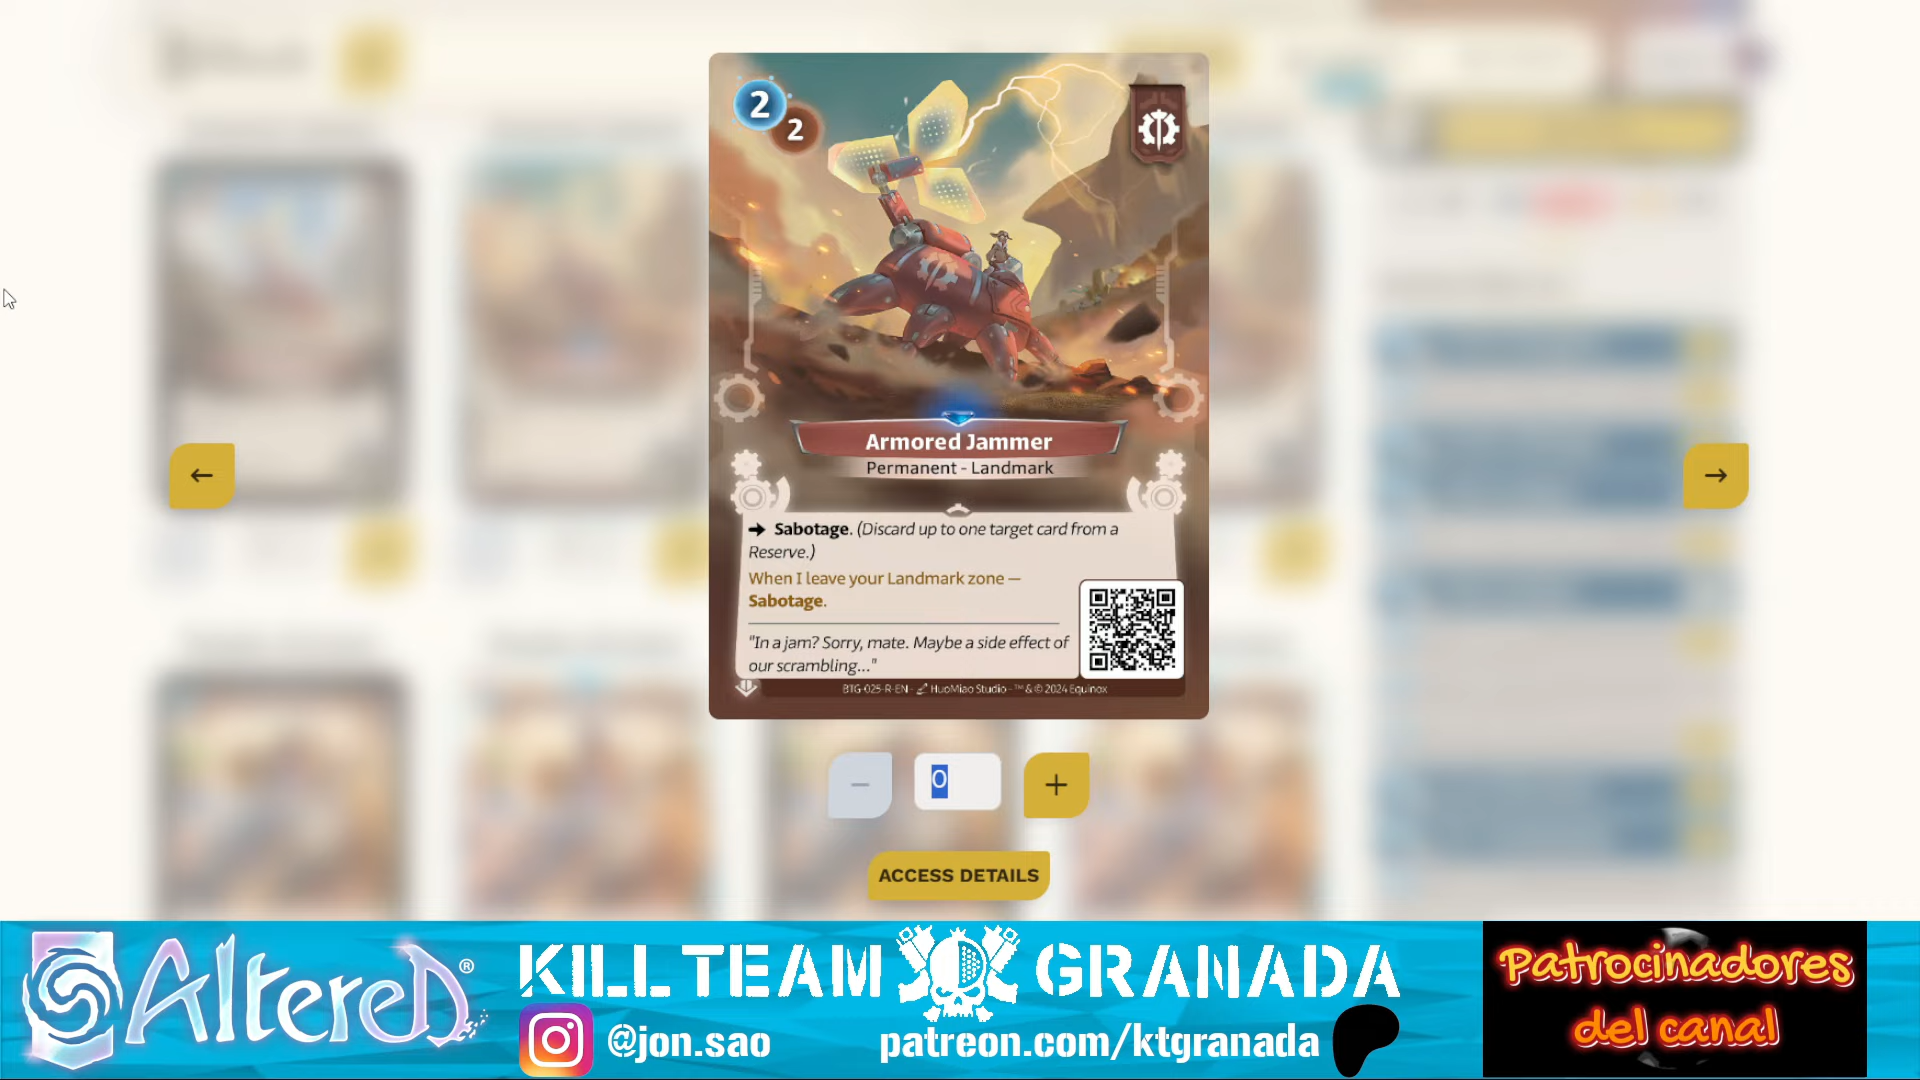 2
2
Armored Jammer
Permanent - Landmark
Sabotage. (Discard up to one target card from a
Reserve.)
When I leave your Landmark zone —
Sabotage.
"In a jam? Sorry, mate. Maybe a side effect of
our scrambling..."
BTG-025-R-EN - HuoMiao Studio - ™ & © 2024 Equinox
0
ACCESS DETAILS
Altered®
KILL TEAM GRANADA
@jon.sao
patreon.com/ktgranada
Patrocinadores
del canal